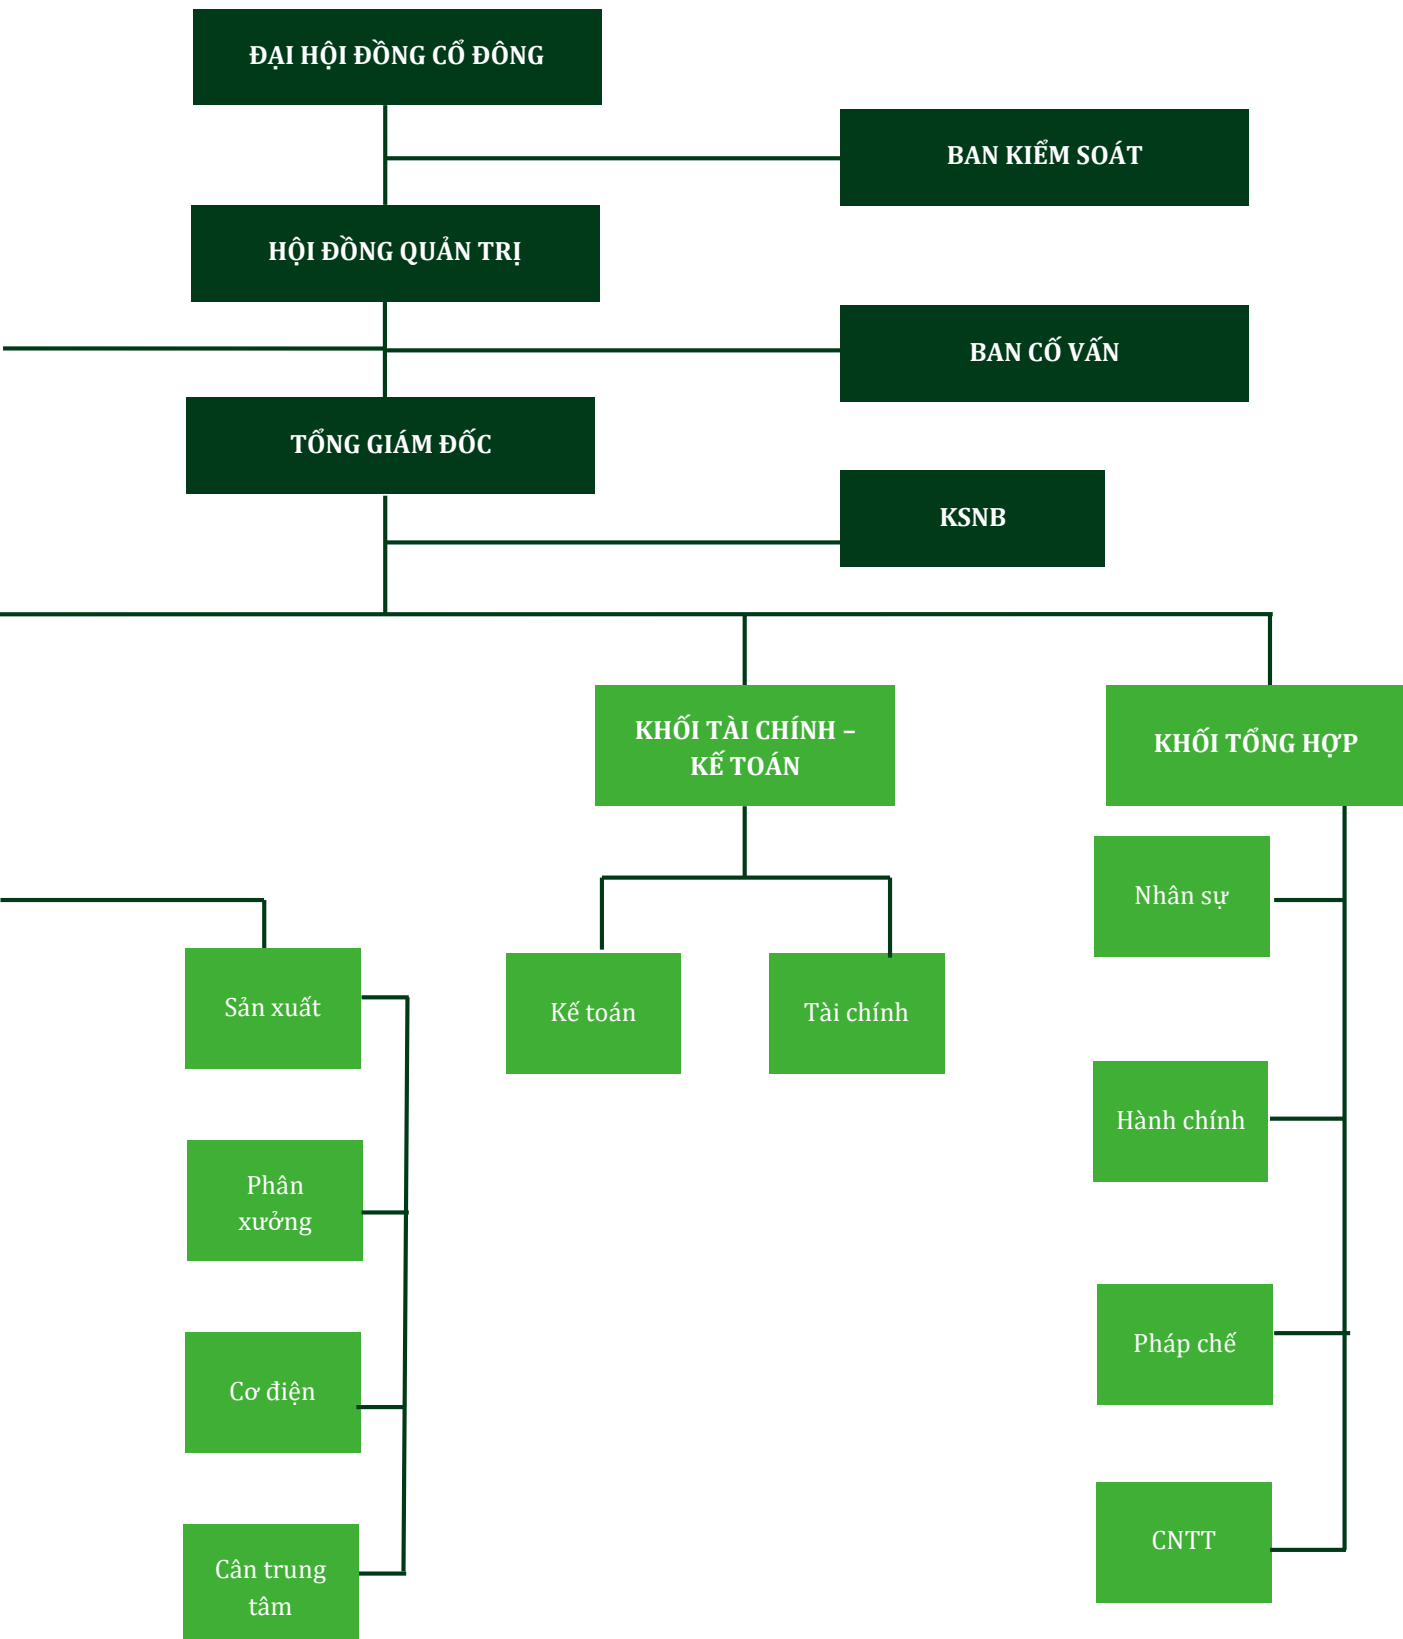 ĐẠI HỘI ĐỒNG CỔ ĐÔNG
BAN KIỂM SOÁT
HỘI ĐỒNG QUẢN TRỊ
BAN CỐ VẤN
TỔNG GIÁM ĐỐC
KSNB
KHỐI TÀI CHÍNH –
KẾ TOÁN
KHỐI TỔNG HỢP
Nhân sự
Sản xuất
Kế toán
Tài chính
Hành chính
Phân
xưởng
Pháp chế
Cơ điện
CNTT
Cân trung
tâm